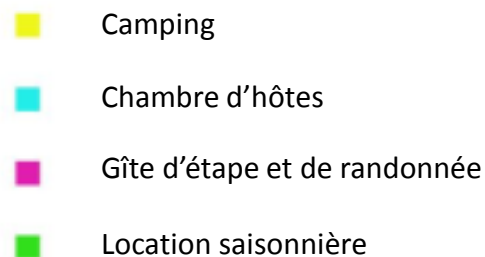 Camping
Chambre d’hôtes
Gîte d’étape et de randonnée
Location saisonnière